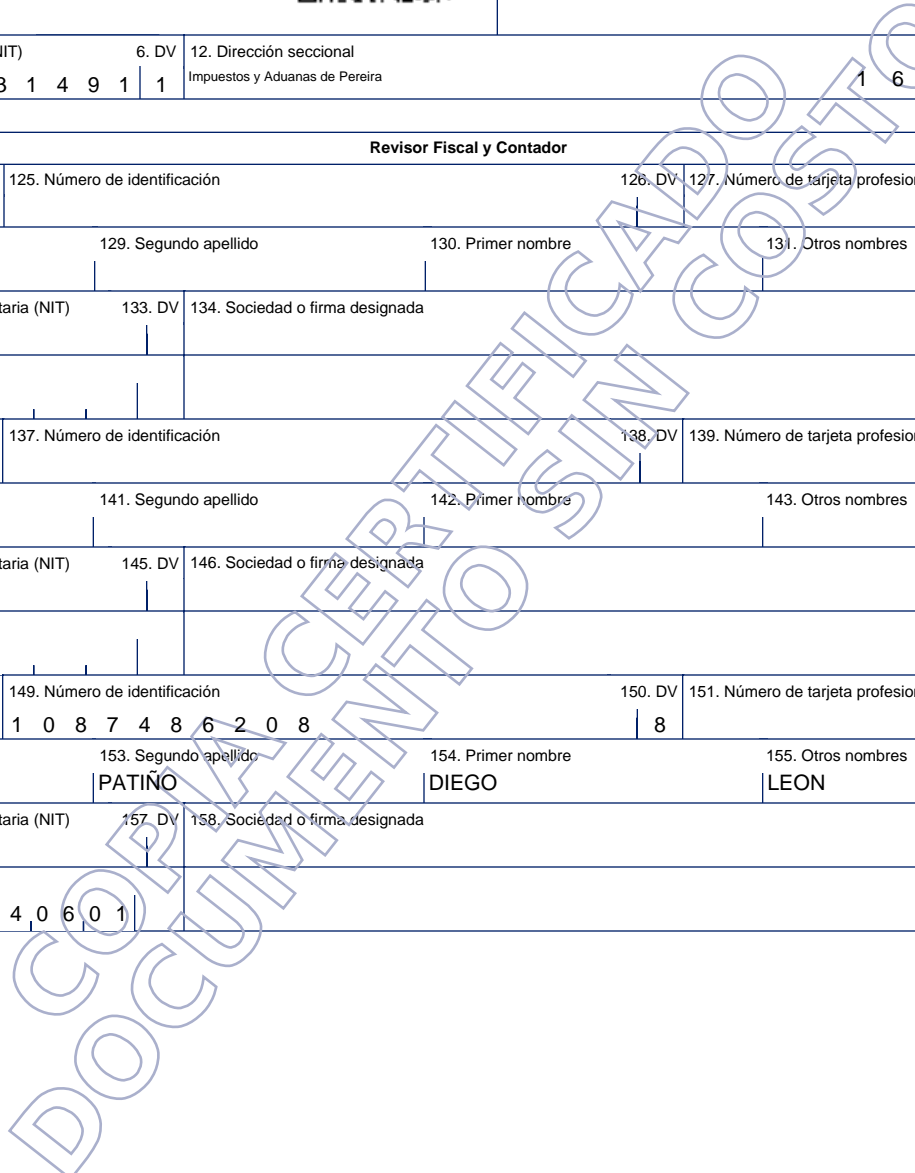 NIT) 6. DV 12. Dirección seccional
3 1 4 9 1 1 Impuestos y Aduanas de Pereira 1 6
Revisor Fiscal y Contador
125. Número de identificación 126. DV 127. Número de tarjeta profesion
129. Segundo apellido 130. Primer nombre 131. Otros nombres
taria (NIT) 133. DV 134. Sociedad o firma designada
137. Número de identificación 138. DV 139. Número de tarjeta profesion
141. Segundo apellido 142. Primer nombre 143. Otros nombres
taria (NIT) 145. DV 146. Sociedad o firma designada
149. Número de identificación 150. DV 151. Número de tarjeta profesion
1 0 8 7 4 8 6 2 0 8 8
153. Segundo apellido 154. Primer nombre 155. Otros nombres
PATIÑO DIEGO LEON
taria (NIT) 157. DV 158. Sociedad o firma designada
4 0 6 0 1
COPIA CERTIFICADO
DOCUMENTO SIN COSTO